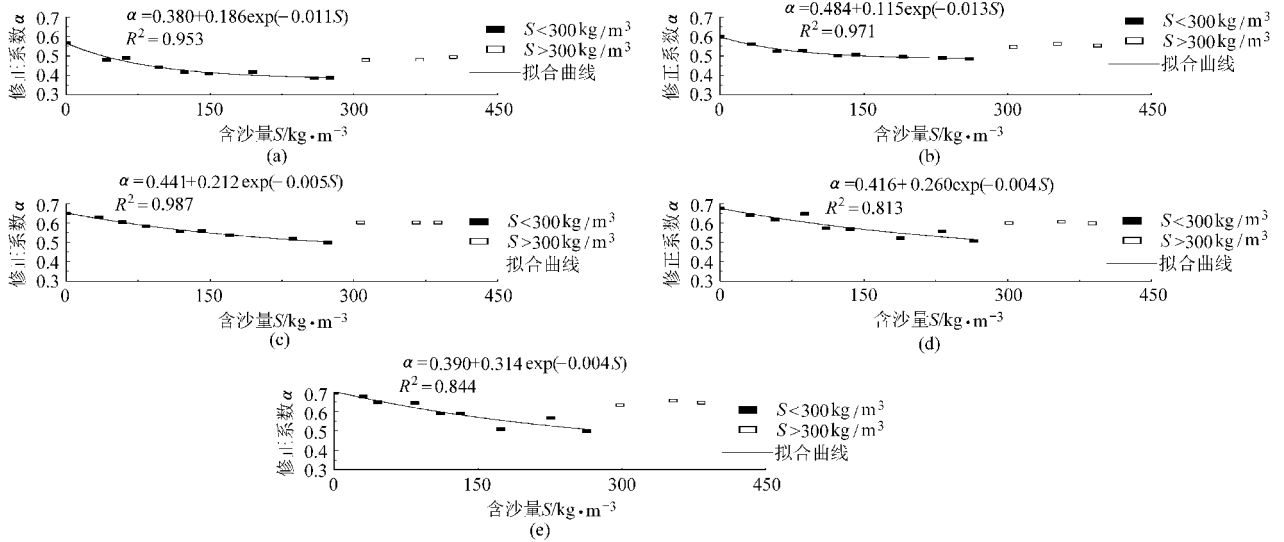 α=0.380+0.186exp(−0.011S)
R²=0.953
S<300kg/m³
S>300kg/m³
拟合曲线
修正系数α
0.7
0.6
0.5
0.4
0.3
0 150 300 450
含沙量S/kg·m⁻³
(a)
α=0.484+0.115exp(−0.013S)
R²=0.971
S<300kg/m³
S>300kg/m³
拟合曲线
修正系数α
0.7
0.6
0.5
0.4
0.3
0 150 300 450
含沙量S/kg·m⁻³
(b)
α=0.441+0.212exp(−0.005S)
R²=0.987
S<300kg/m³
S>300kg/m³
拟合曲线
修正系数α
0.7
0.6
0.5
0.4
0.3
0 150 300 450
含沙量S/kg·m⁻³
(c)
α=0.416+0.260exp(−0.004S)
R²=0.813
S<300kg/m³
S>300kg/m³
拟合曲线
修正系数α
0.7
0.6
0.5
0.4
0.3
0 150 300 450
含沙量S/kg·m⁻³
(d)
α=0.390+0.314exp(−0.004S)
R²=0.844
S<300kg/m³
S>300kg/m³
拟合曲线
修正系数α
0.7
0.6
0.5
0.4
0.3
0 150 300 450
含沙量S/kg·m⁻³
(e)